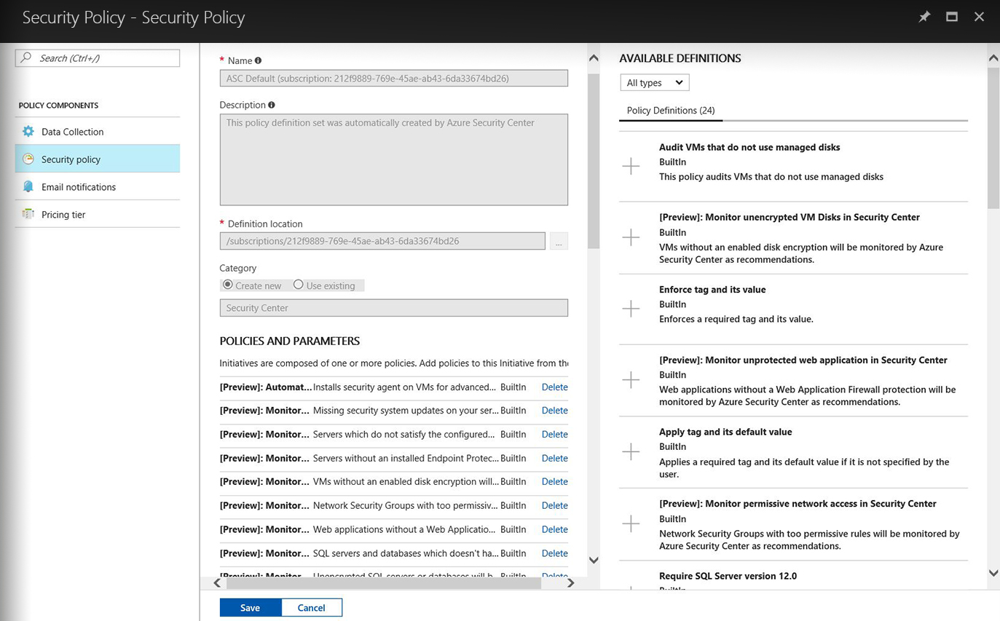 Security Policy - Security Policy
Search (Ctrl+/)
POLICY COMPONENTS
Data Collection
Security policy
Email notifications
Pricing tier
* Name
ASC Default (subscription: 212f9889-769e-45ae-ab43-6da33674bd26)
Description
This policy definition set was automatically created by Azure Security Center
* Definition location
/subscriptions/212f9889-769e-45ae-ab43-6da33674bd26
...
Category
Create new Use existing
Security Center
POLICIES AND PARAMETERS
Initiatives are composed of one or more policies. Add policies to this Initiative from the
[Preview]: Automat... Installs security agent on VMs for advanced... BuiltIn Delete
[Preview]: Monitor... Missing security system updates on your ser... BuiltIn Delete
[Preview]: Monitor... Servers which do not satisfy the configured... BuiltIn Delete
[Preview]: Monitor... Servers without an installed Endpoint Protec... BuiltIn Delete
[Preview]: Monitor... VMs without an enabled disk encryption will... BuiltIn Delete
[Preview]: Monitor... Network Security Groups with too permissiv... BuiltIn Delete
[Preview]: Monitor... Web applications without a Web Applicatio... BuiltIn Delete
[Preview]: Monitor... SQL servers and databases which doesn't ha... BuiltIn Delete
[Preview]: Monitor... Unencrypted SQL servers or databases will b... BuiltIn Delete
Save Cancel
AVAILABLE DEFINITIONS
All types
Policy Definitions (24)
Audit VMs that do not use managed disks
BuiltIn
This policy audits VMs that do not use managed disks
[Preview]: Monitor unencrypted VM Disks in Security Center
BuiltIn
VMs without an enabled disk encryption will be monitored by Azure
Security Center as recommendations.
Enforce tag and its value
BuiltIn
Enforces a required tag and its value.
[Preview]: Monitor unprotected web application in Security Center
BuiltIn
Web applications without a Web Application Firewall protection will be
monitored by Azure Security Center as recommendations.
Apply tag and its default value
BuiltIn
Applies a required tag and its default value if it is not specified by the
user.
[Preview]: Monitor permissive network access in Security Center
BuiltIn
Network Security Groups with too permissive rules will be monitored by
Azure Security Center as recommendations.
Require SQL Server version 12.0
BuiltIn